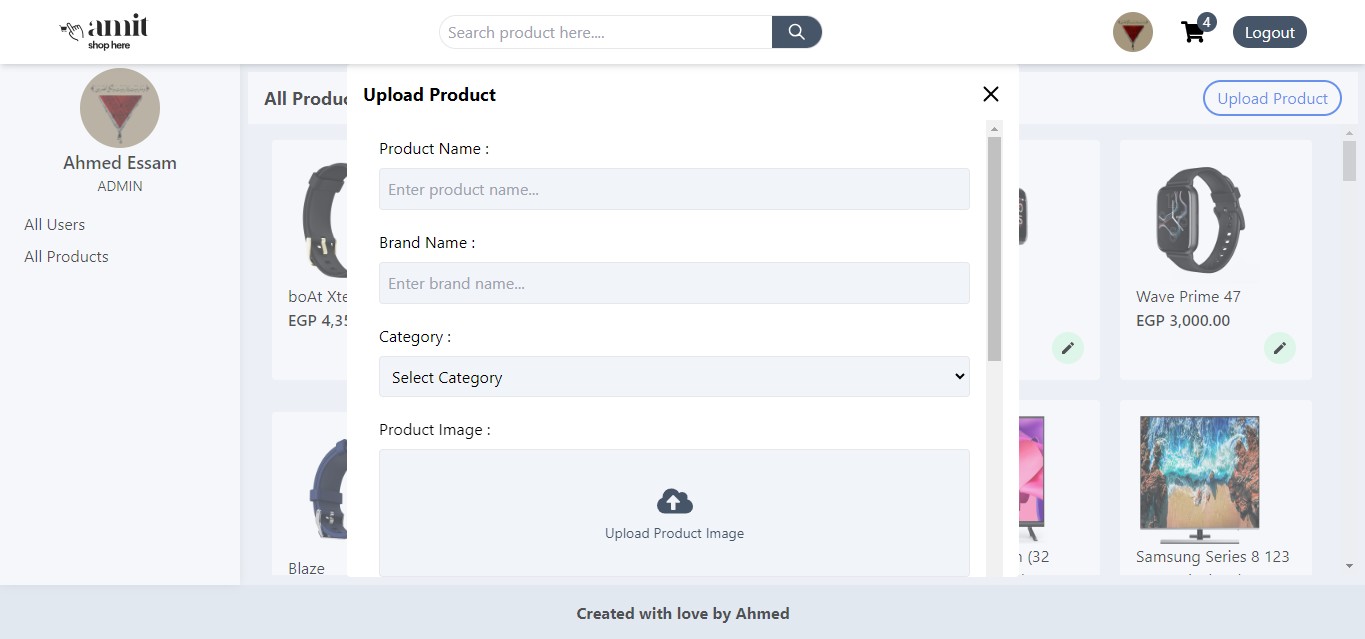 amit
shop here
Search product here....
4
Logout
Ahmed Essam
ADMIN
All Users
All Products
All Produc
Upload Product
Upload Product
Product Name :
Enter product name...
Brand Name :
Enter brand name...
Category :
Select Category
Product Image :
Upload Product Image
boAt Xte
EGP 4,35
Wave Prime 47
EGP 3,000.00
Blaze
(32
Samsung Series 8 123
Created with love by Ahmed